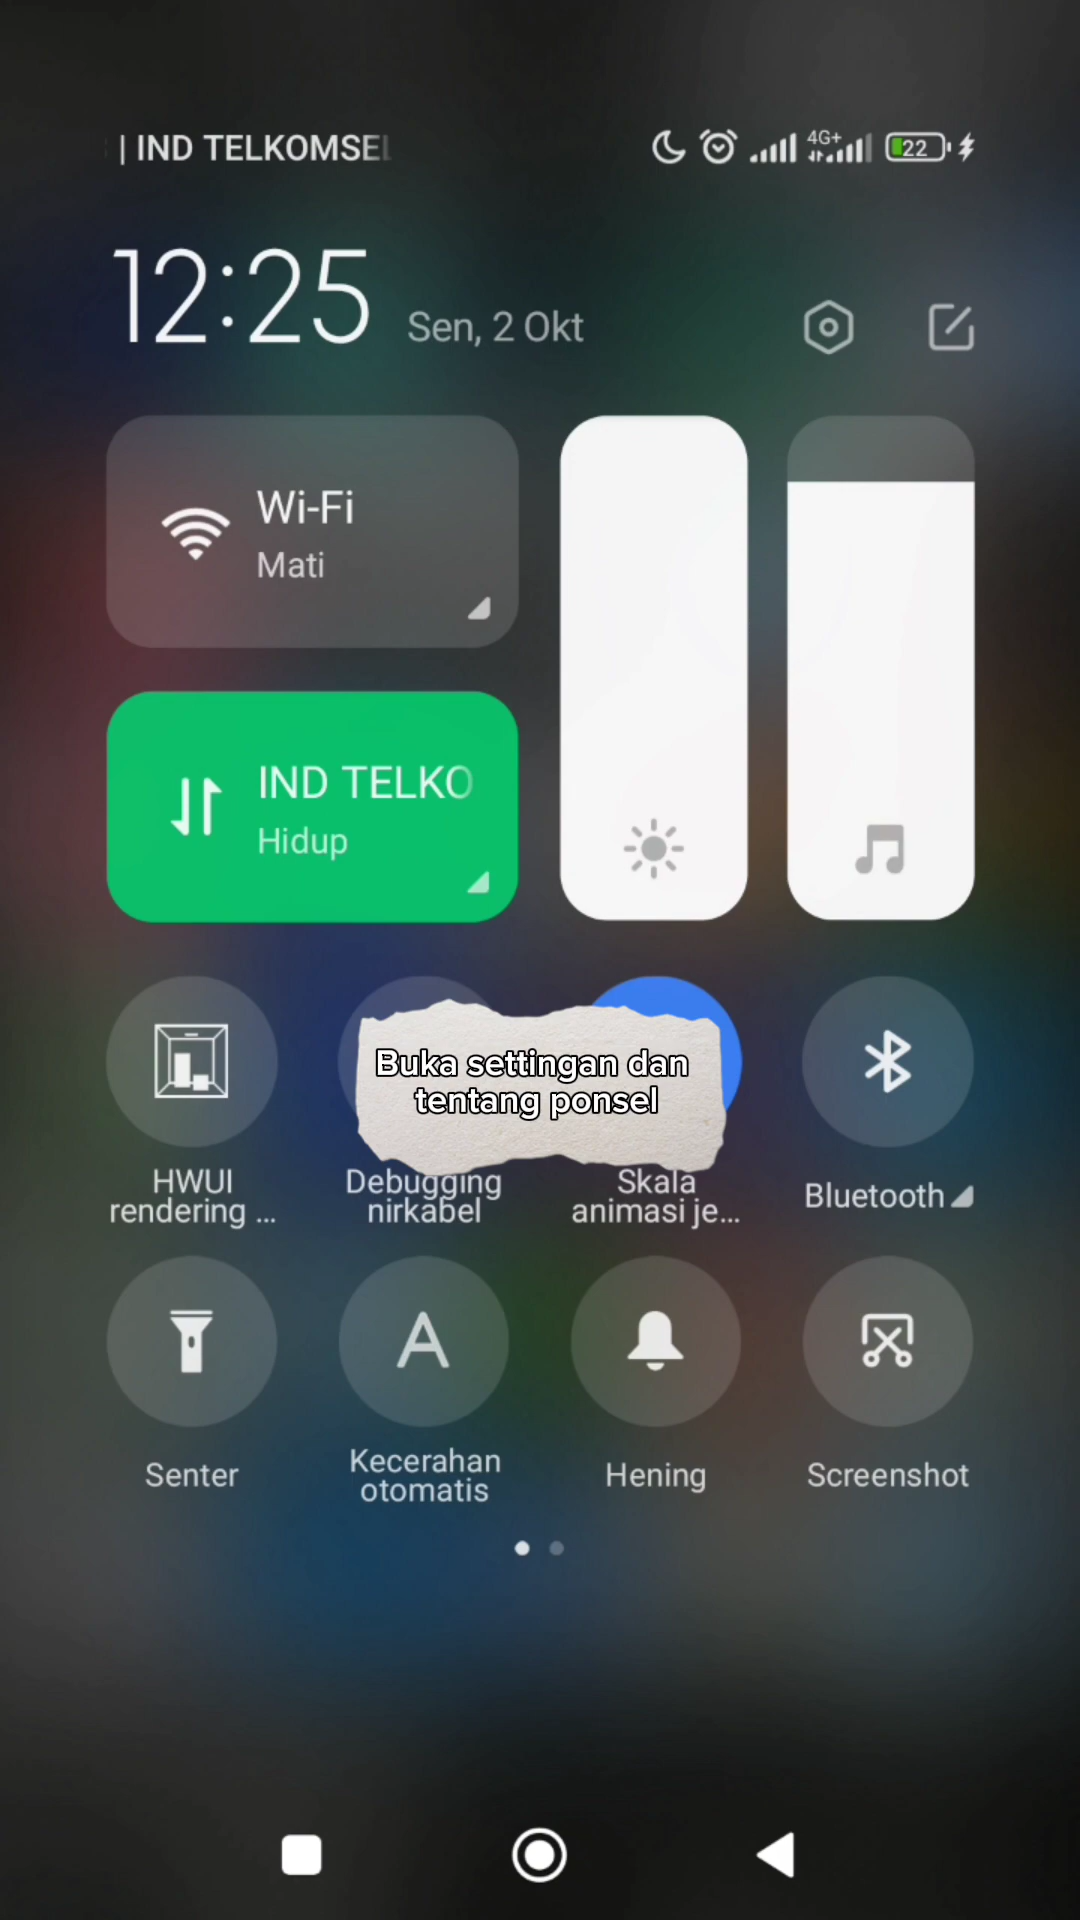 | IND TELKOMSEL
4G+
22
12:25
Sen, 2 Okt
Wi-Fi
Mati
IND TELKO
Hidup
Buka settingan dan
tentang ponsel
HWUI
rendering ...
Debugging
nirkabel
Skala
animasi je...
Bluetooth
Senter
A
Kecerahan
otomatis
Hening
Screenshot